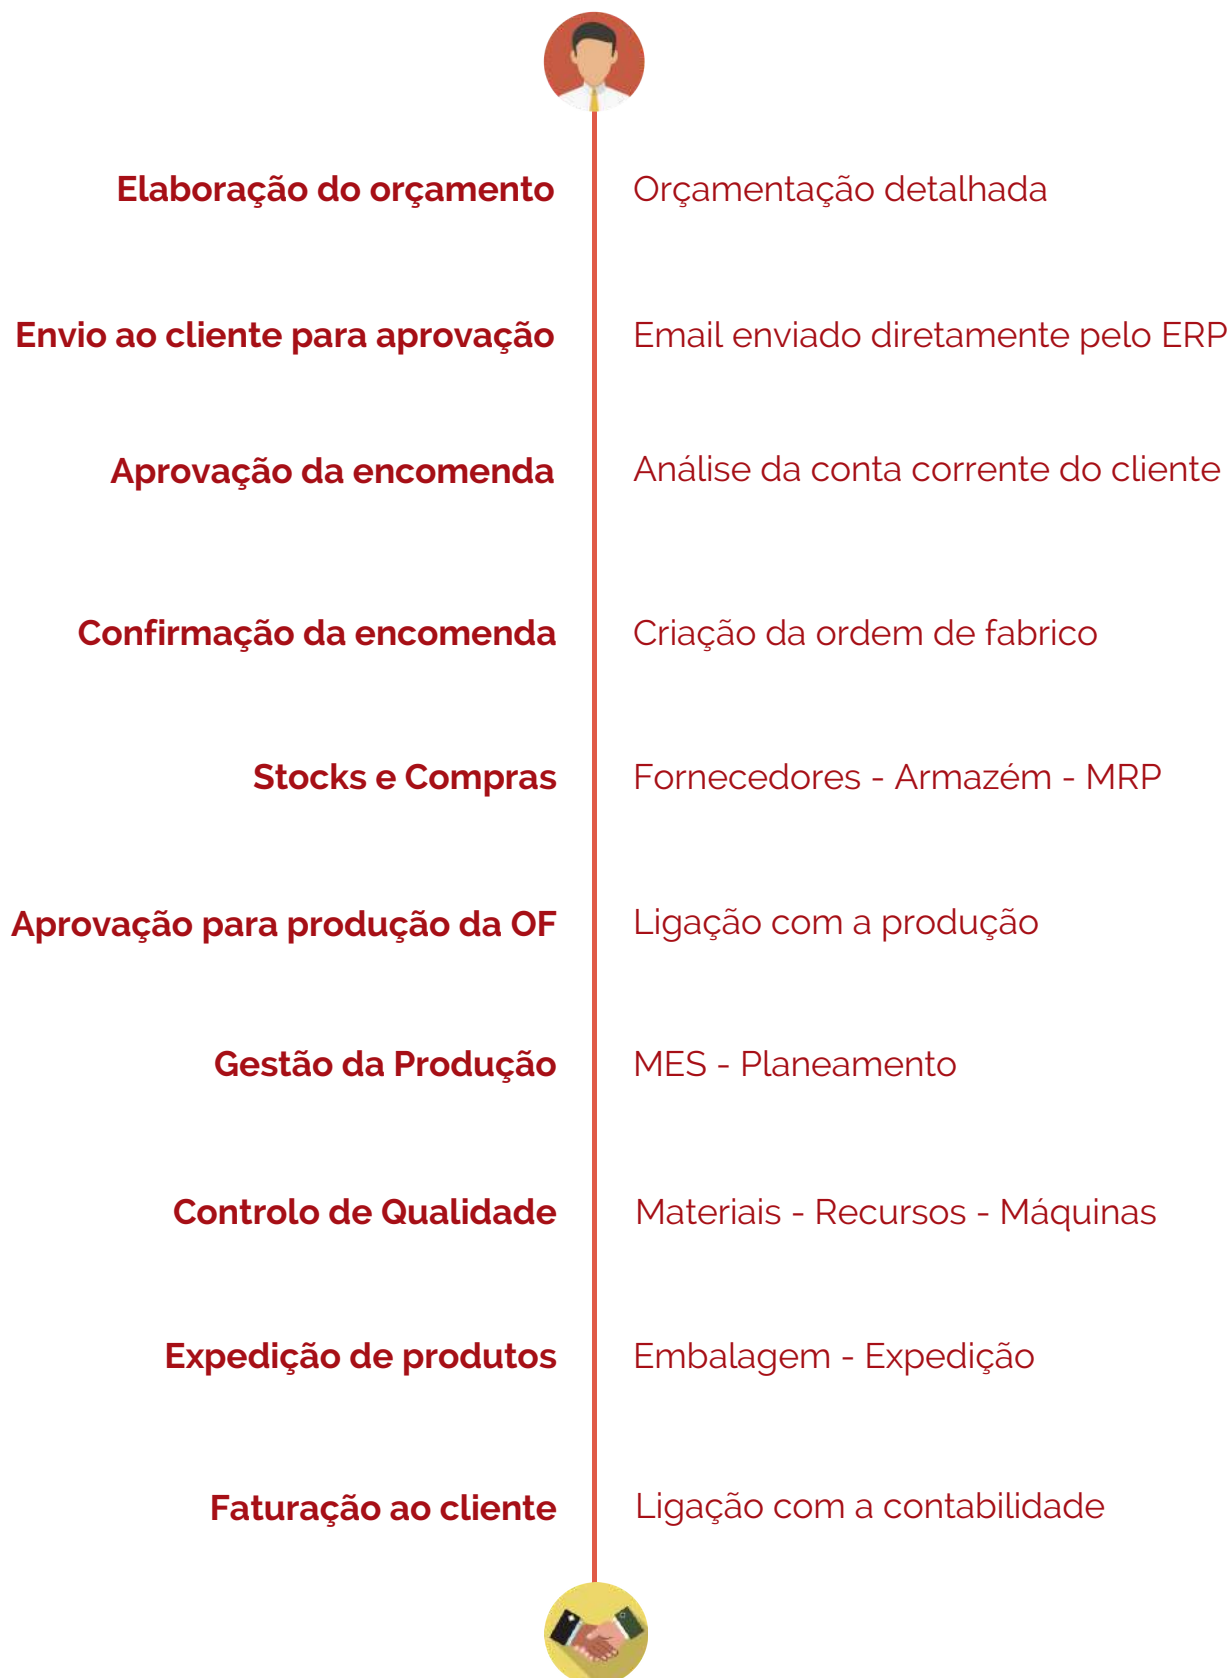 Elaboração do orçamento
Orçamentação detalhada
Envio ao cliente para aprovação
Email enviado diretamente pelo ERP
Aprovação da encomenda
Análise da conta corrente do cliente
Confirmação da encomenda
Criação da ordem de fabrico
Stocks e Compras
Fornecedores - Armazém - MRP
Aprovação para produção da OF
Ligação com a produção
Gestão da Produção
MES - Planeamento
Controlo de Qualidade
Materiais - Recursos - Máquinas
Expedição de produtos
Embalagem - Expedição
Faturação ao cliente
Ligação com a contabilidade